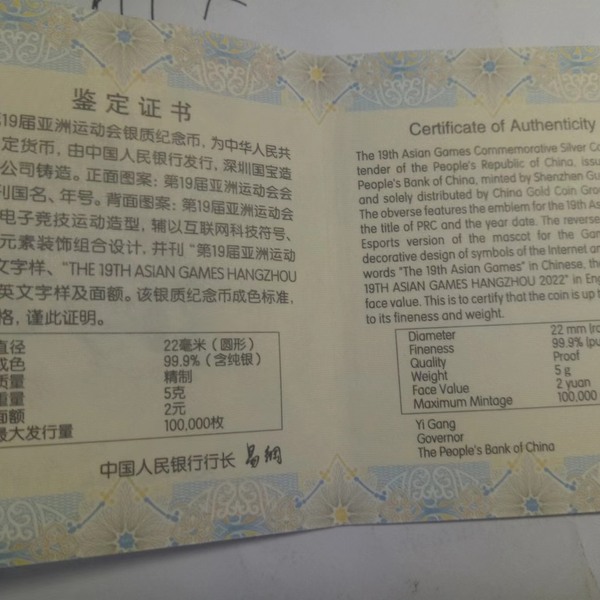 鉴定证书
19届亚洲运动会银质纪念币，为中华人民共
定货币，由中国人民银行发行，深圳国宝造
公司铸造。正面图案：第19届亚洲运动会会
刊国名、年号。背面图案：第19届亚洲运动会
电子竞技运动造型，辅以互联网科技符号、
元素装饰组合设计，并刊“第19届亚洲运动
文字样、“THE 19TH ASIAN GAMES HANGZHOU
英文字样及面额。该银质纪念币成色标准，
格，谨此证明。
直径 22毫米（圆形）
成色 99.9%（含纯银）
质量 精制
重量 5克
面额 2元
最大发行量 100,000枚
中国人民银行行长 易纲
Certificate of Authenticity
The 19th Asian Games Commemorative Silver Co
tender of the People's Republic of China, issu
People's Bank of China, minted by Shenzhen Gu
and solely distributed by China Gold Coin Gro
The obverse features the emblem for the 19th As
the title of PRC and the year date. The reverse
Esports version of the mascot for the Gam
decorative design of symbols of the Internet an
words "The 19th Asian Games" in Chinese, the
19TH ASIAN GAMES HANGZHOU 2022" in Eng
face value. This is to certify that the coin is up t
to its fineness and weight.
Diameter 22 mm (ro
Fineness 99.9% (pu
Quality Proof
Weight 5 g
Face Value 2 yuan
Maximum Mintage 100,000
Yi Gang
Governor
The People's Bank of China